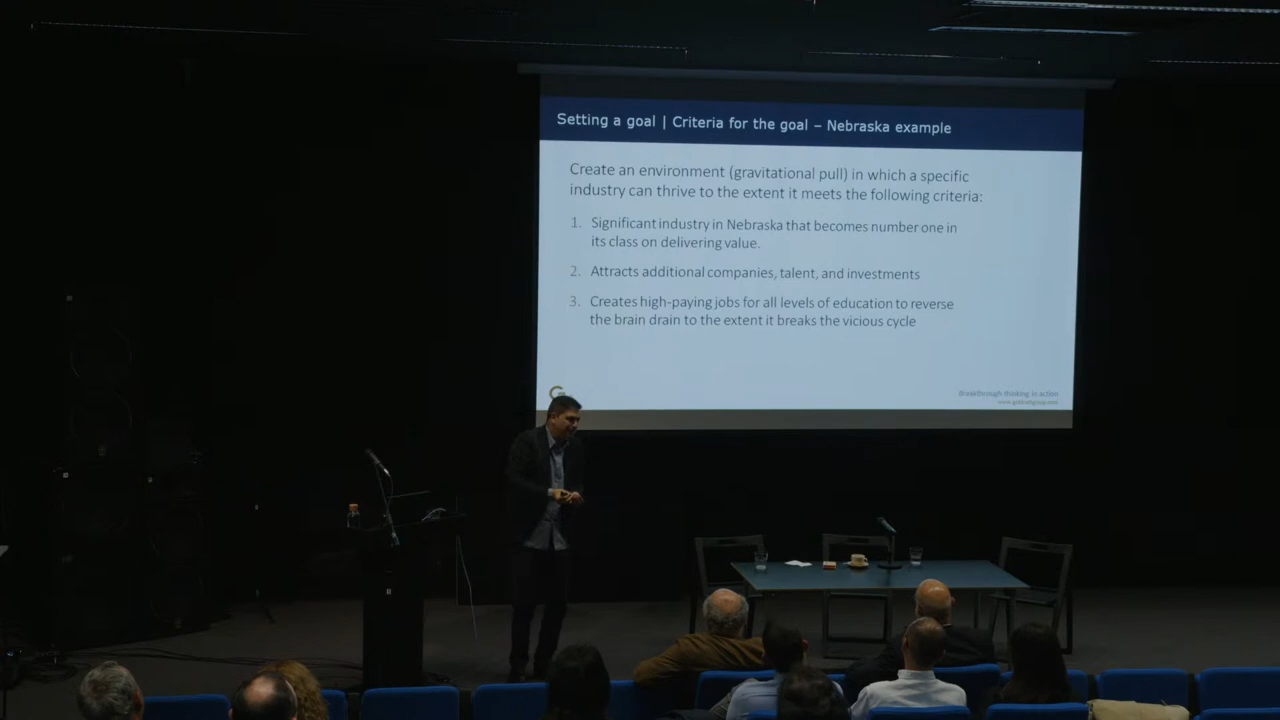 Setting a goal | Criteria for the goal – Nebraska example
Create an environment (gravitational pull) in which a specific
industry can thrive to the extent it meets the following criteria:
1. Significant industry in Nebraska that becomes number one in
its class on delivering value.
2. Attracts additional companies, talent, and investments
3. Creates high-paying jobs for all levels of education to reverse
the brain drain to the extent it breaks the vicious cycle
Breakthrough thinking in action